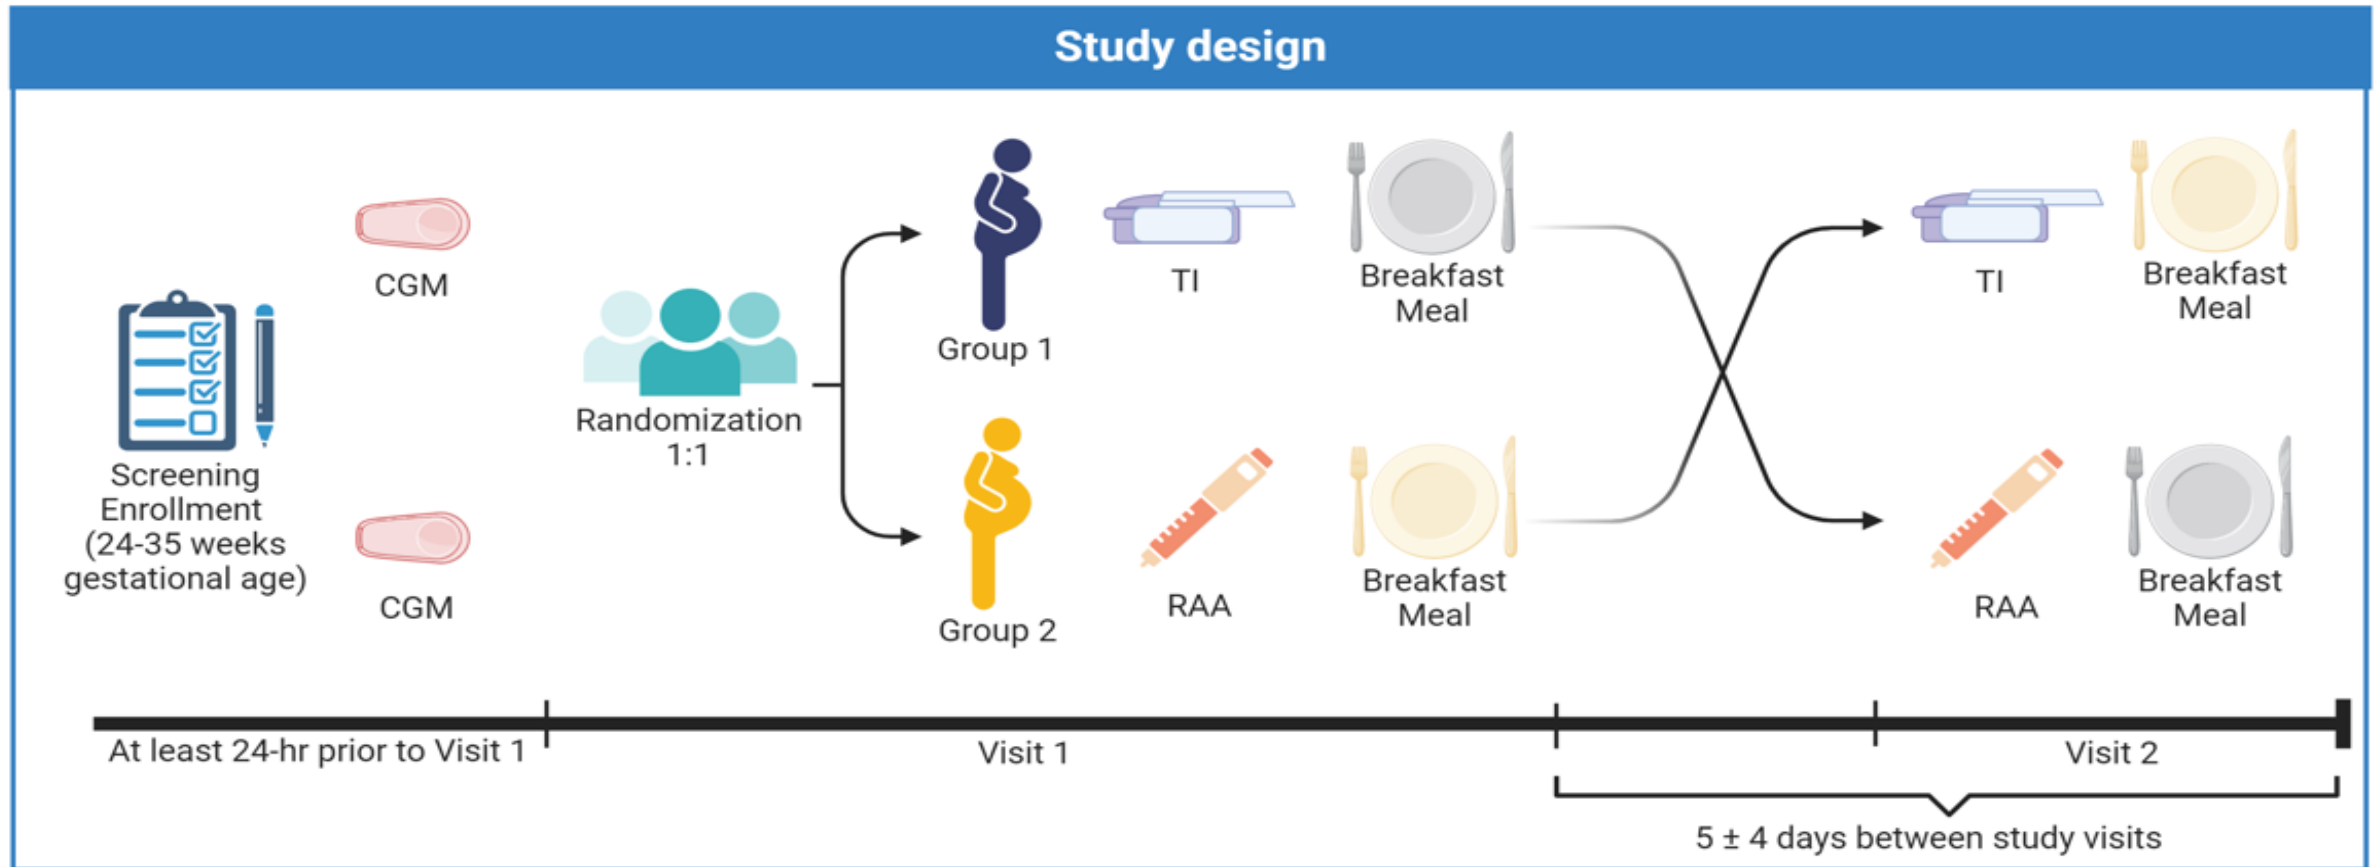 Study design
CGM
CGM
Screening
Enrollment
(24-35 weeks
gestational age)
Randomization
1:1
Group 1
TI
Breakfast
Meal
Group 2
RAA
Breakfast
Meal
TI
Breakfast
Meal
RAA
Breakfast
Meal
At least 24-hr prior to Visit 1
Visit 1
Visit 2
5 ± 4 days between study visits